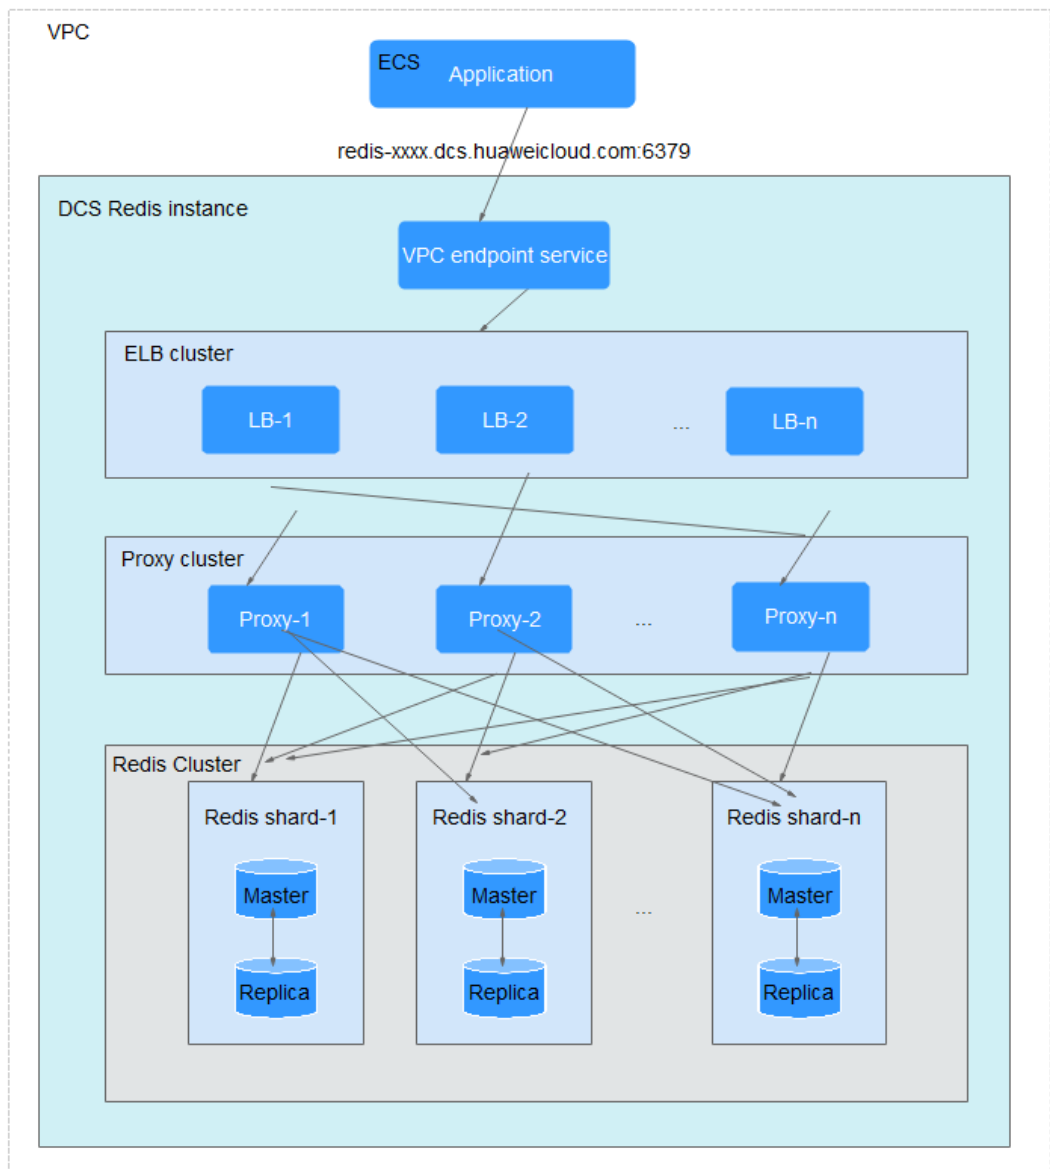 VPC
ECS
Application
redis-xxxx.dcs.huaweicloud.com:6379
DCS Redis instance
VPC endpoint service
ELB cluster
LB-1
LB-2
...
LB-n
Proxy cluster
Proxy-1
Proxy-2
...
Proxy-n
Redis Cluster
Redis shard-1
Redis shard-2
Redis shard-n
Master
Master
...
Master
Replica
Replica
Replica